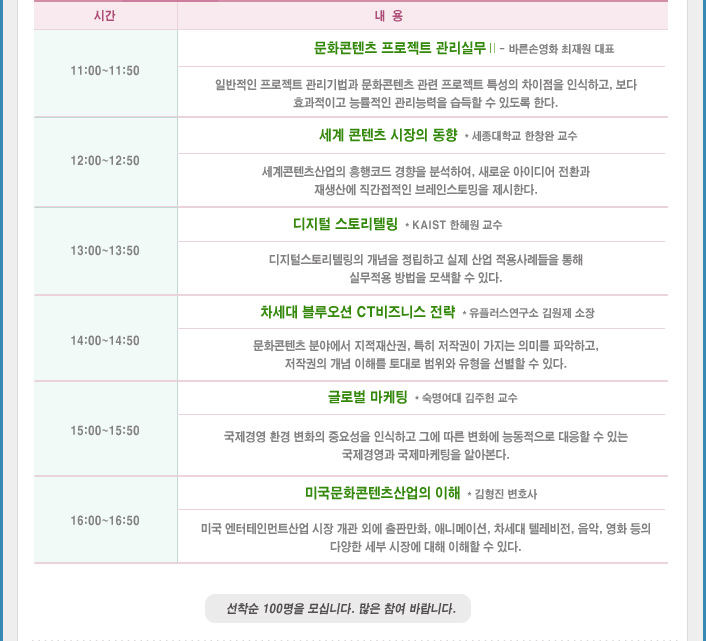 시간 내 용
문화콘텐츠 프로젝트 관리실무 II - 바른손영화 최재원 대표
11:00~11:50
일반적인 프로젝트 관리기법과 문화콘텐츠 관련 프로젝트 특성의 차이점을 인식하고, 보다
효과적이고 능률적인 관리능력을 습득할 수 있도록 한다.
세계 콘텐츠 시장의 동향 * 세종대학교 한창완 교수
12:00~12:50
세계콘텐츠산업의 흥행코드 경향을 분석하여, 새로운 아이디어 전환과
재생산에 직간접적인 브레인스토밍을 제시한다.
디지털 스토리텔링 * KAIST 한혜원 교수
13:00~13:50
디지털스토리텔링의 개념을 정립하고 실제 산업 적용사례들을 통해
실무적용 방법을 모색할 수 있다.
차세대 블루오션 CT비즈니스 전략 * 유플러스연구소 김원제 소장
14:00~14:50
문화콘텐츠 분야에서 지적재산권, 특히 저작권이 가지는 의미를 파악하고,
저작권의 개념 이해를 토대로 범위와 유형을 선별할 수 있다.
글로벌 마케팅 * 숙명여대 김주헌 교수
15:00~15:50
국제경영 환경 변화의 중요성을 인식하고 그에 따른 변화에 능동적으로 대응할 수 있는
국제경영과 국제마케팅을 알아본다.
미국문화콘텐츠산업의 이해 * 김형진 변호사
16:00~16:50
미국 엔터테인먼트산업 시장 개관 외에 출판만화, 애니메이션, 차세대 텔레비전, 음악, 영화 등의
다양한 세부 시장에 대해 이해할 수 있다.
선착순 100명을 모십니다. 많은 참여 바랍니다.